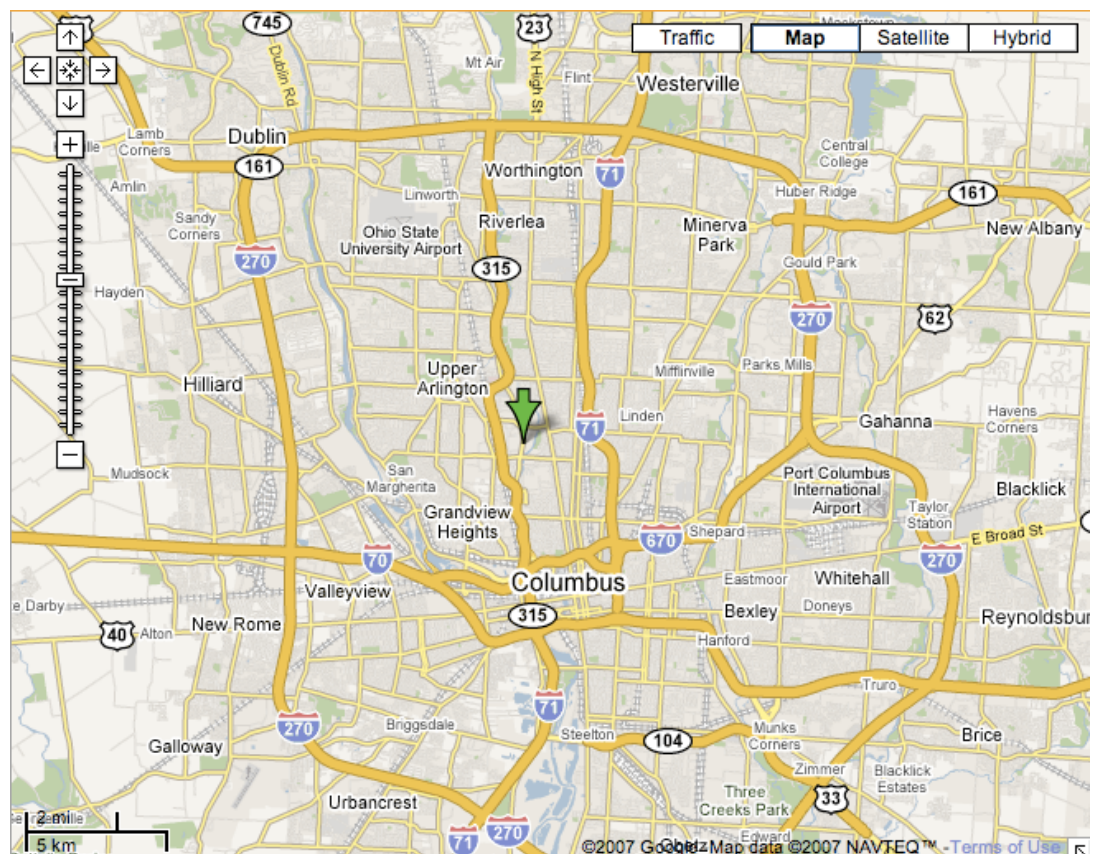 745
23
Mockstown
Traffic
Map
Satellite
Hybrid
Dublin Rd
Mt Air
N High St
Flint
Westerville
Lamb
Corners
Dublin
161
Worthington
71
Central
College
Amlin
Linworth
Huber Ridge
161
Sandy
Corners
Ohio State
University Airport
Riverlea
Minerva
Park
New Albany
270
315
Gould Park
Hayden
270
62
Upper
Arlington
Mifflinville
Parks Mills
Hilliard
Linden
71
Gahanna
Havens
Corners
Mudsock
San
Margherita
Port Columbus
International
Airport
Blacklick
Grandview
Heights
Taylor
Station
670
Shepard
E Broad St
70
270
Valleyview
Columbus
Eastmoor
Whitehall
e Darby
315
Bexley
Doneys
New Rome
Reynoldsbur
40
Alton
Hanford
Truro
71
270
Briggsdale
Steelton
104
Munks
Corners
Brice
Galloway
Zimmer
Blacklick
Estates
Urbancrest
Three
Creeks Park
33
2 mi
5 km
71
270
Obetz
Edward
©2007 Google - Map data ©2007 NAVTEQ™ - Terms of Use